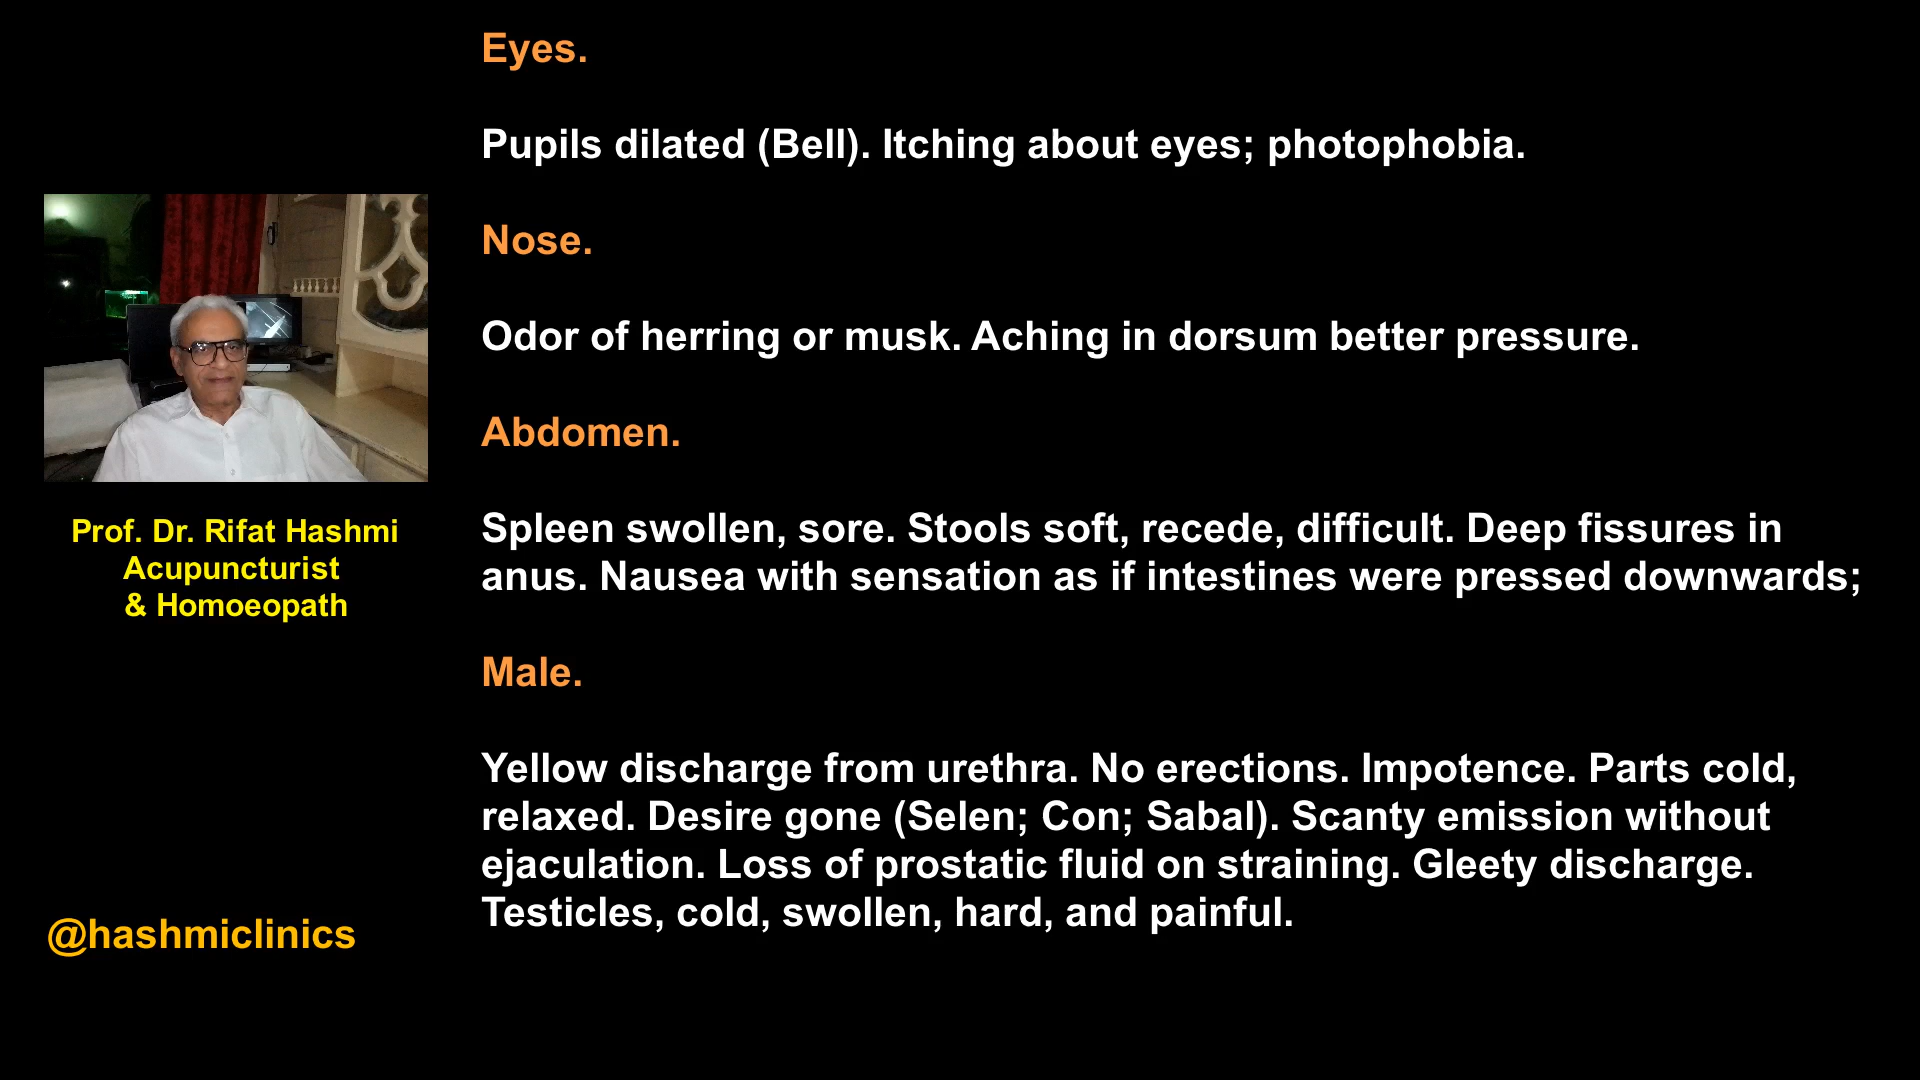 Eyes.
Pupils dilated (Bell). Itching about eyes; photophobia.
Nose.
Odor of herring or musk. Aching in dorsum better pressure.
Abdomen.
Spleen swollen, sore. Stools soft, recede, difficult. Deep fissures in
anus. Nausea with sensation as if intestines were pressed downwards;
Male.
Yellow discharge from urethra. No erections. Impotence. Parts cold,
relaxed. Desire gone (Selen; Con; Sabal). Scanty emission without
ejaculation. Loss of prostatic fluid on straining. Gleety discharge.
Testicles, cold, swollen, hard, and painful.
Prof. Dr. Rifat Hashmi
Acupuncturist
& Homoeopath
@hashmiclinics